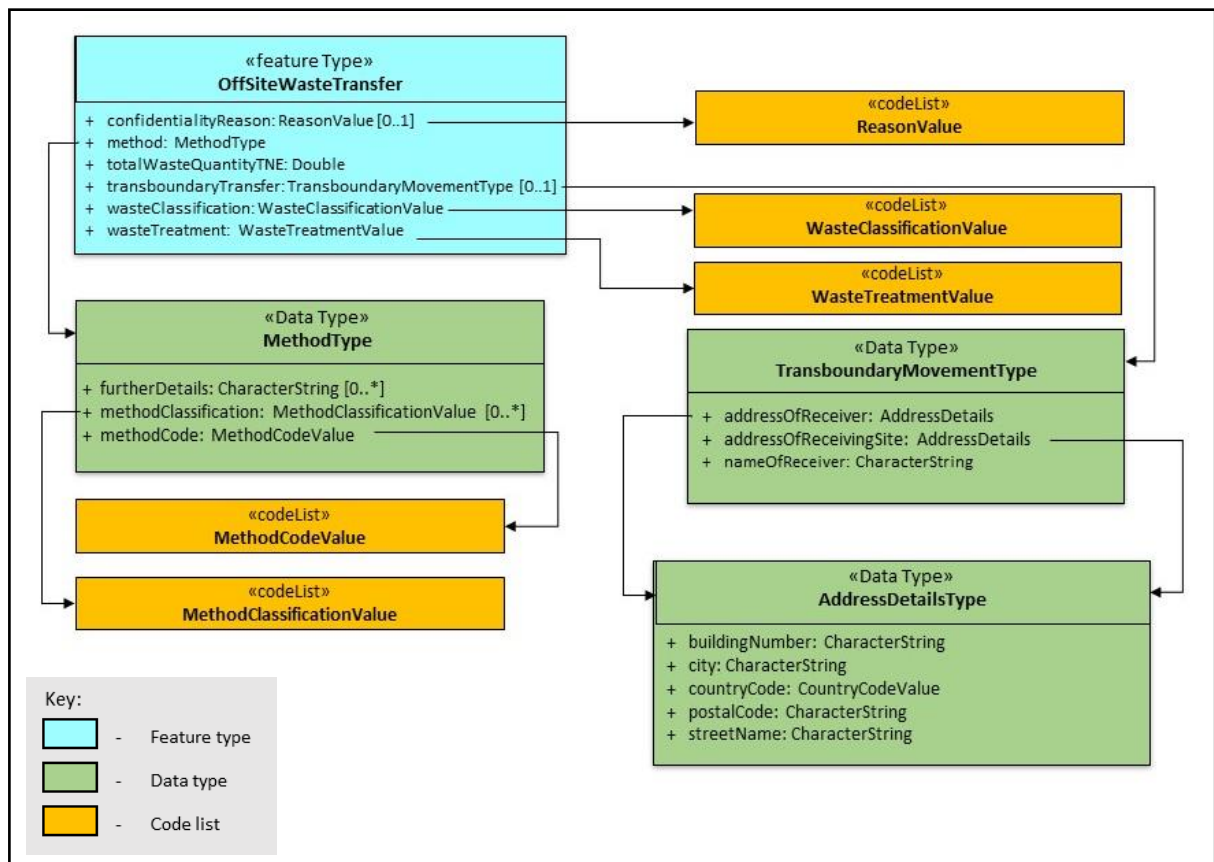 «feature Type»
OffSiteWasteTransfer
+ confidentialityReason: ReasonValue [0..1]
+ method: MethodType
+ totalWasteQuantityTNE: Double
+ transboundaryTransfer: TransboundaryMovementType [0..1]
+ wasteClassification: WasteClassificationValue
+ wasteTreatment: WasteTreatmentValue
«codeList»
ReasonValue
«codeList»
WasteClassificationValue
«codeList»
WasteTreatmentValue
«Data Type»
MethodType
+ furtherDetails: CharacterString [0..*]
+ methodClassification: MethodClassificationValue [0..*]
+ methodCode: MethodCodeValue
«Data Type»
TransboundaryMovementType
+ addressOfReceiver: AddressDetails
+ addressOfReceivingSite: AddressDetails
+ nameOfReceiver: CharacterString
«codeList»
MethodCodeValue
«codeList»
MethodClassificationValue
«Data Type»
AddressDetailsType
+ buildingNumber: CharacterString
+ city: CharacterString
+ countryCode: CountryCodeValue
+ postalCode: CharacterString
+ streetName: CharacterString
Key:
- Feature type
- Data type
- Code list